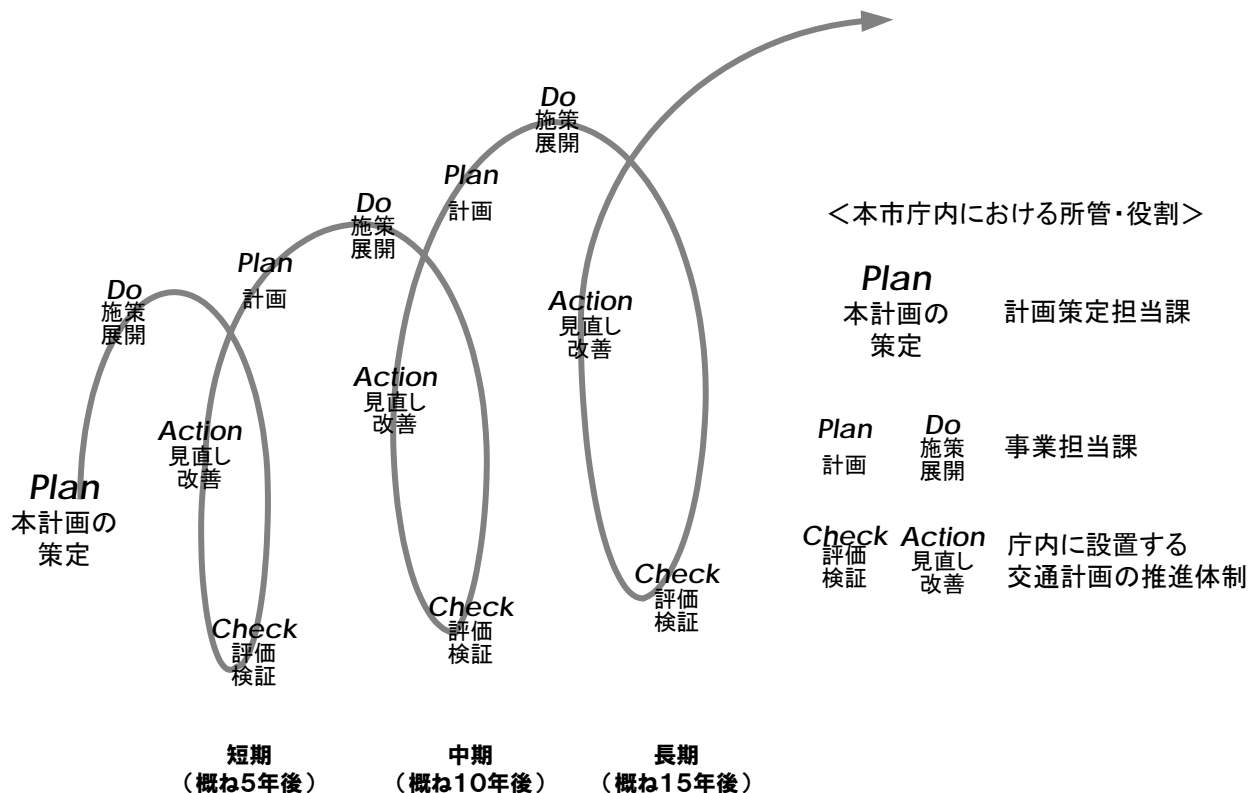 Plan
本計画の
策定
Do
施策
展開
Check
評価
検証
Action
見直し
改善
Plan
計画
Do
施策
展開
Check
評価
検証
Action
見直し
改善
Plan
計画
Do
施策
展開
Check
評価
検証
Action
見直し
改善
短期
（概ね5年後）
中期
（概ね10年後）
長期
（概ね15年後）
＜本市庁内における所管・役割＞
Plan
本計画の
策定
計画策定担当課
Plan
計画
Do
施策
展開
事業担当課
Check
評価
検証
Action
見直し
改善
庁内に設置する
交通計画の推進体制